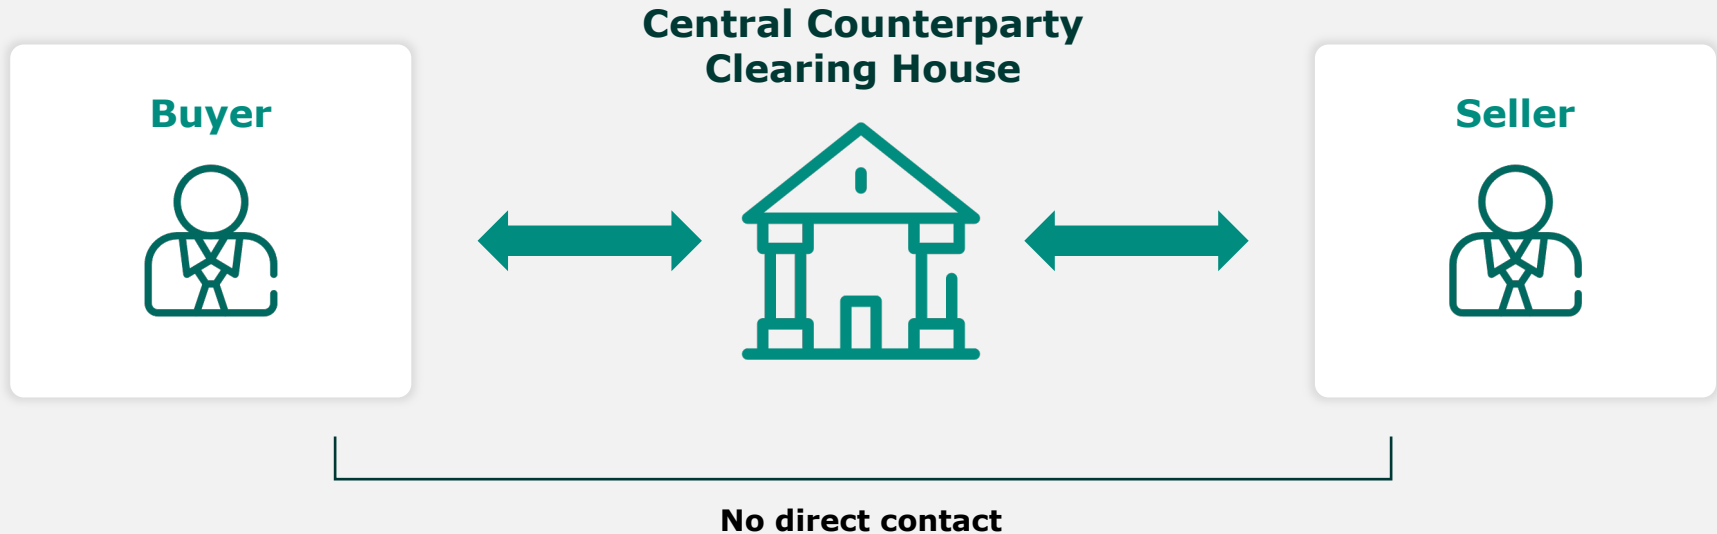 Central Counterparty
Clearing House
Buyer
Seller
No direct contact